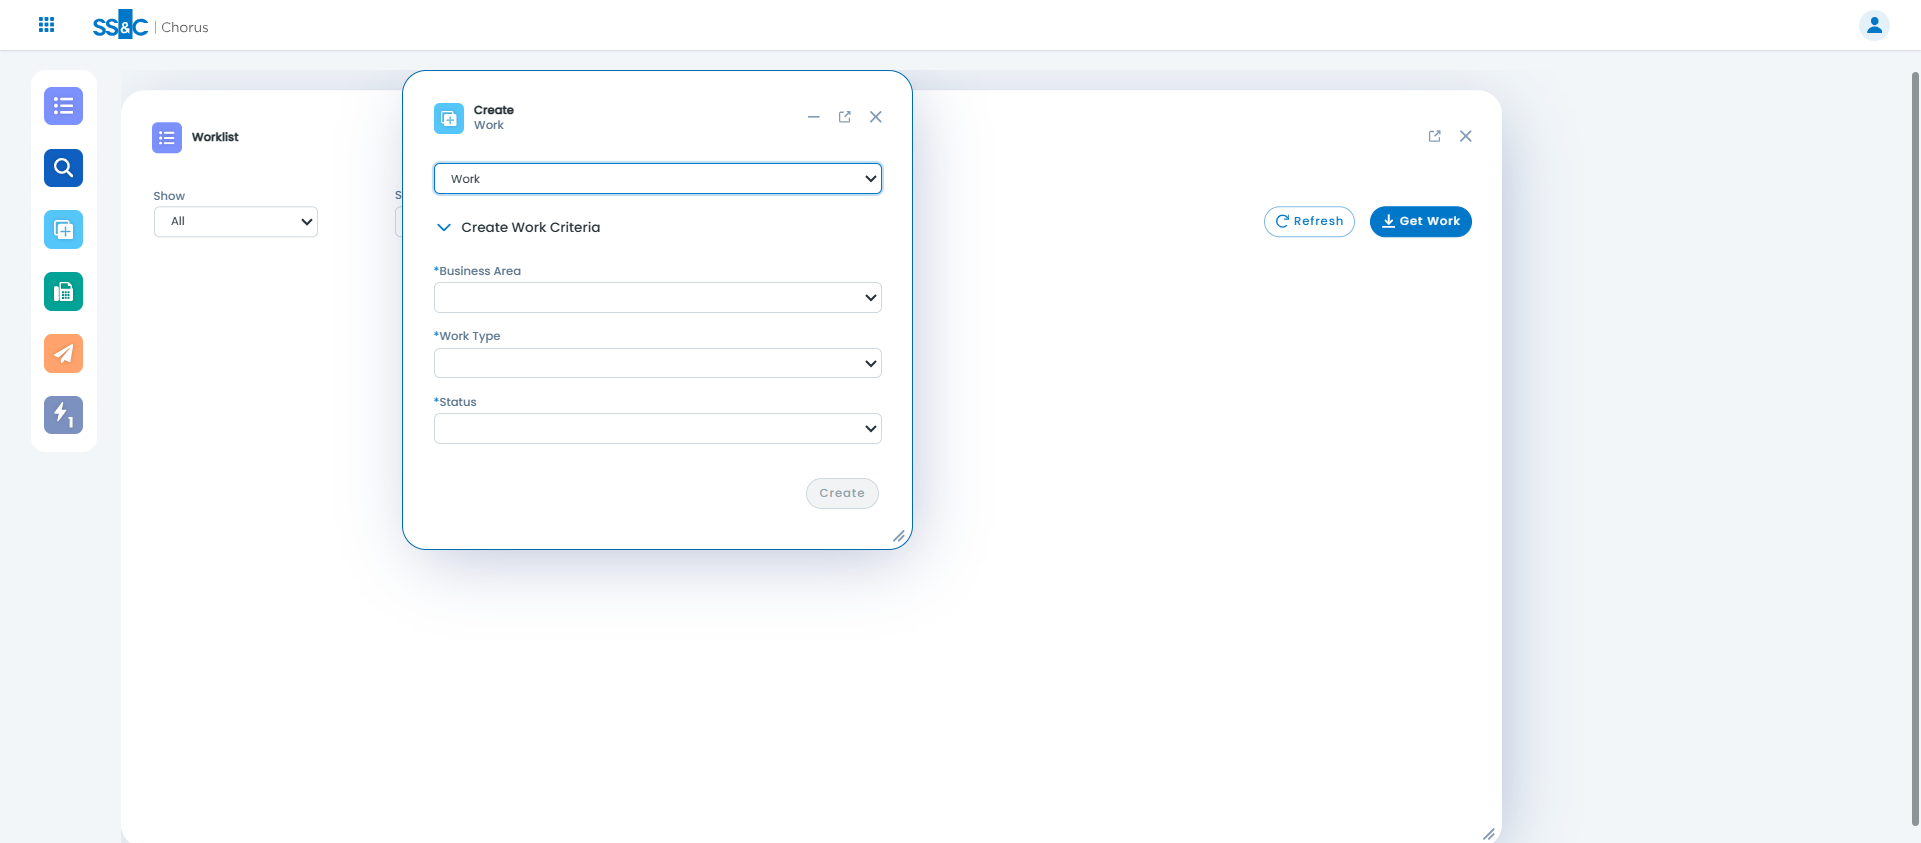 SS&C | Chorus
Create
Work
Worklist
Work
Show
S
All
Refresh
Get Work
Create Work Criteria
*Business Area
*Work Type
*Status
Create
1